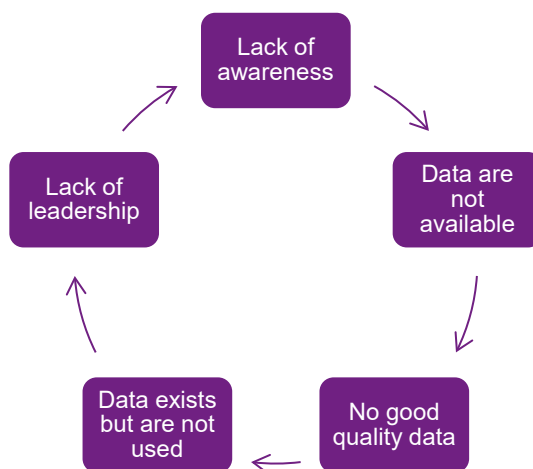 Lack of
awareness
Data are
not
available
No good
quality data
Data exists
but are not
used
Lack of
leadership